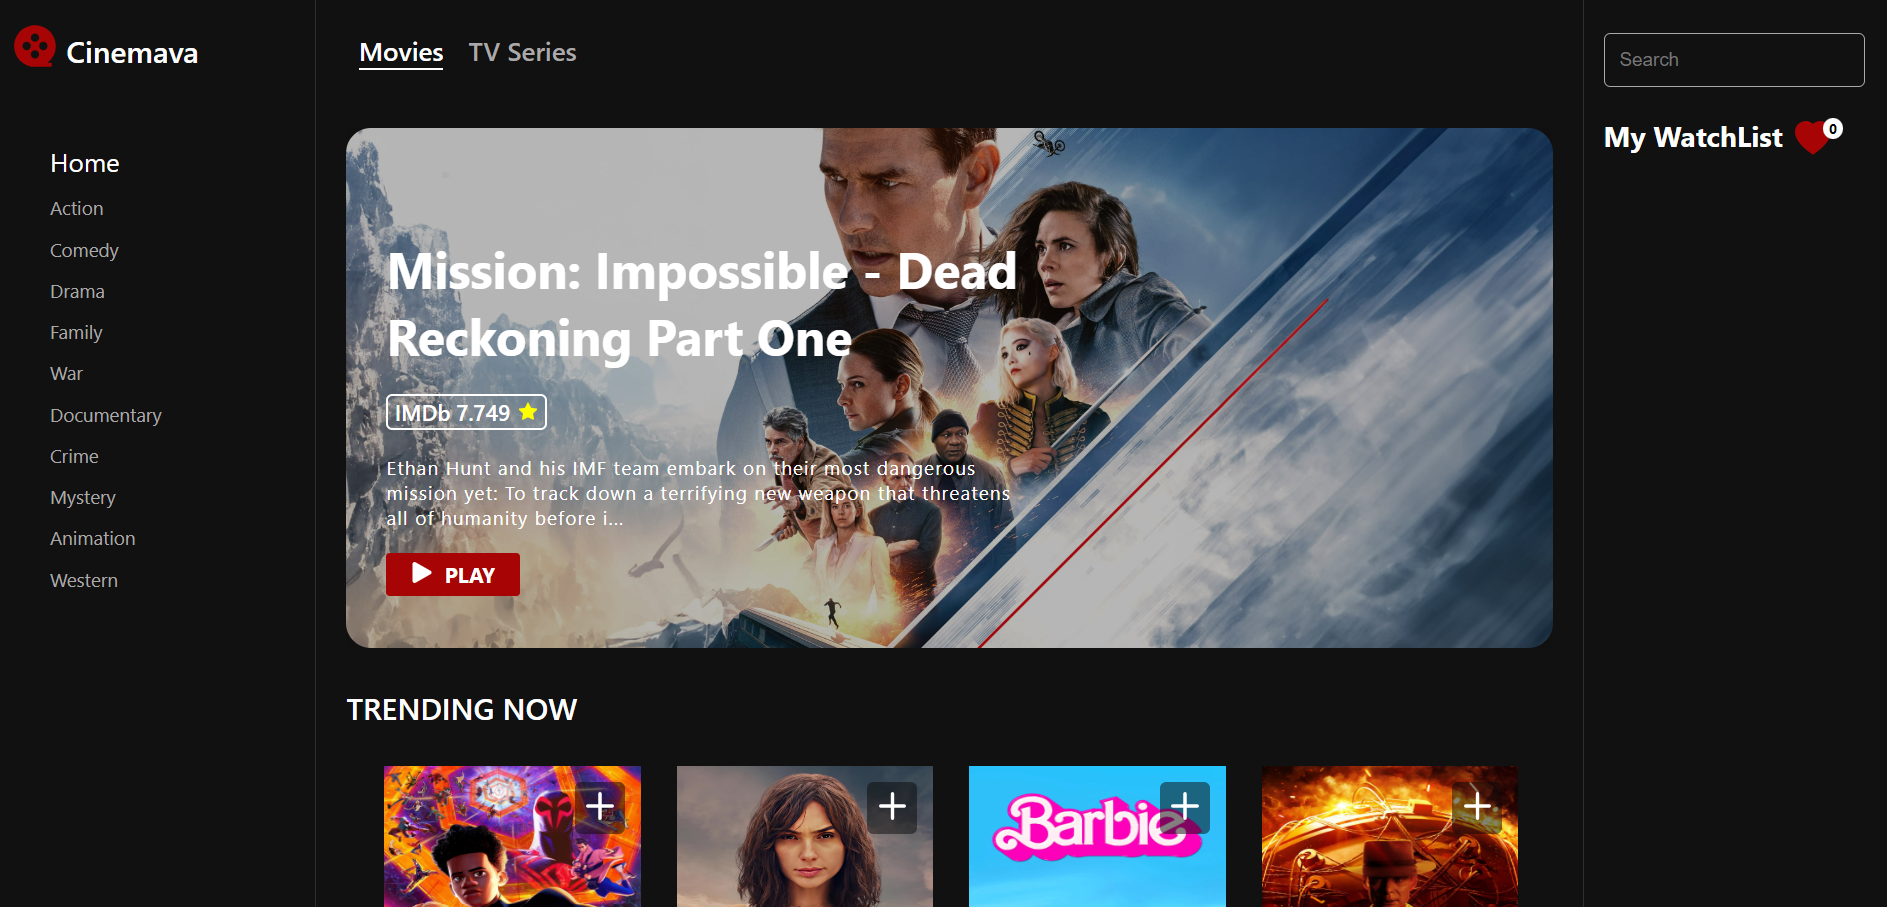 Cinemava
Home
Action
Comedy
Drama
Family
War
Documentary
Crime
Mystery
Animation
Western
Movies
TV Series
Mission: Impossible - Dead
Reckoning Part One
IMDb 7.749
Ethan Hunt and his IMF team embark on their most dangerous
mission yet: To track down a terrifying new weapon that threatens
all of humanity before i...
PLAY
TRENDING NOW
Barbie
Search
My WatchList
0